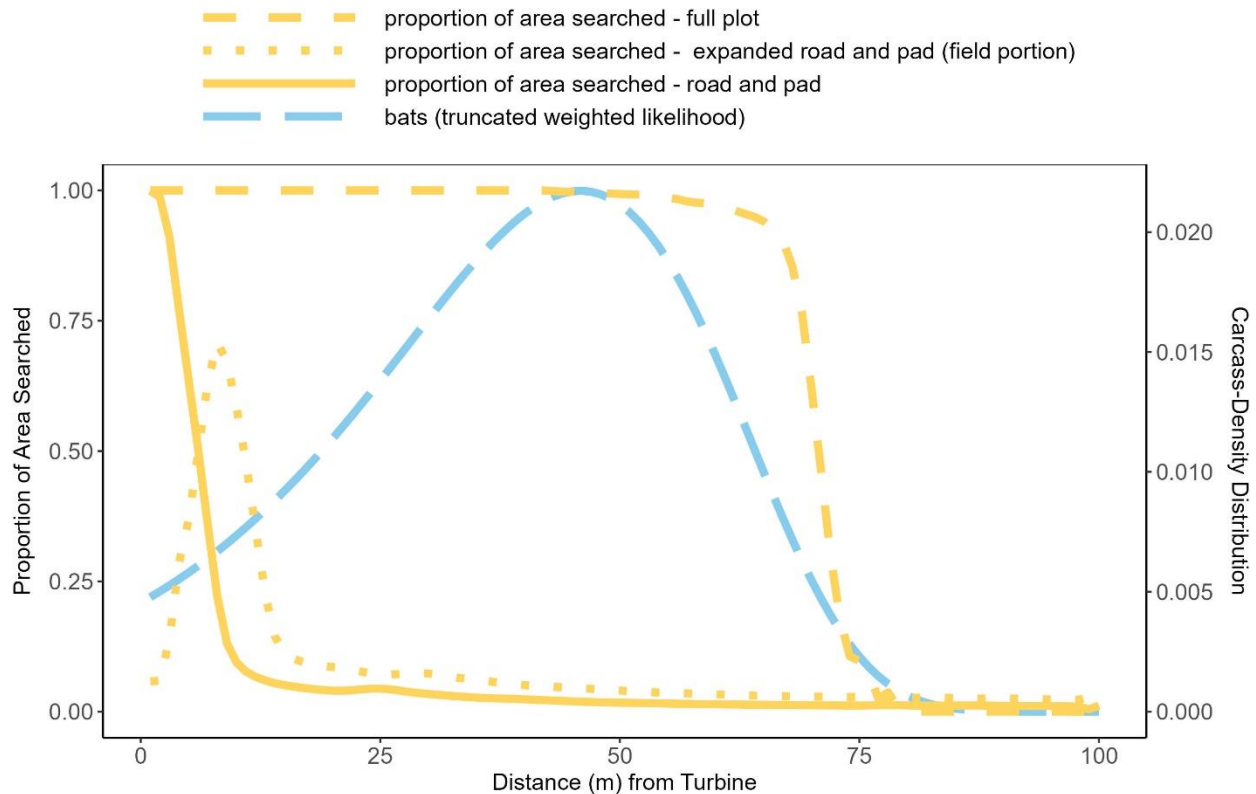 proportion of area searched - full plot
proportion of area searched -  expanded road and pad (field portion)
proportion of area searched - road and pad
bats (truncated weighted likelihood)
1.00
0.75
0.50
0.25
0.00
Proportion of Area Searched
0.020
0.015
0.010
0.005
0.000
Carcass-Density Distribution
0
25
50
75
100
Distance (m) from Turbine